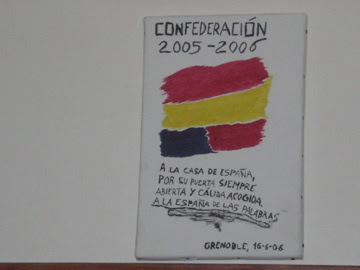 CONFEDERACIÓN
2005-2006
A LA CASA DE ESPAÑA,
POR SU PUERTA SIEMPRE
ABIERTA Y CÁLIDA ACOGIDA
A LA ESPAÑA DE LAS PALABRAS
GRENOBLE, 16-6-06